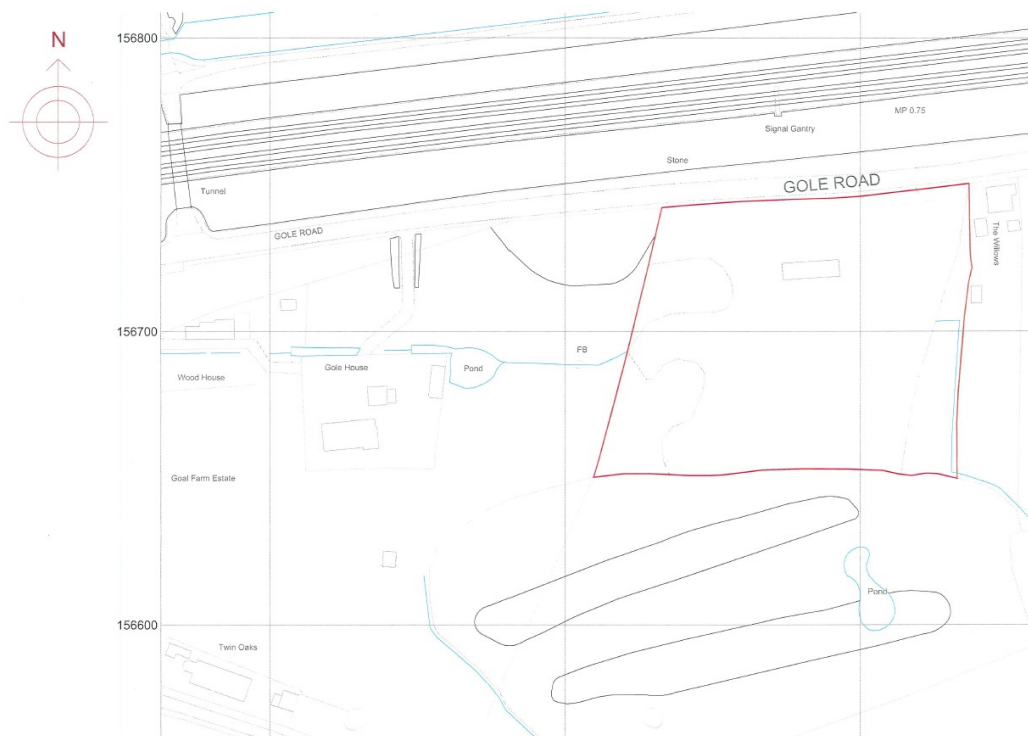 156800
N
MP 0.75
Signal Gantry
Stone
GOLE ROAD
Tunnel
GOLE ROAD
The Willows
156700
FB
Gole House
Pond
Wood House
Goal Farm Estate
Pond
156600
Twin Oaks